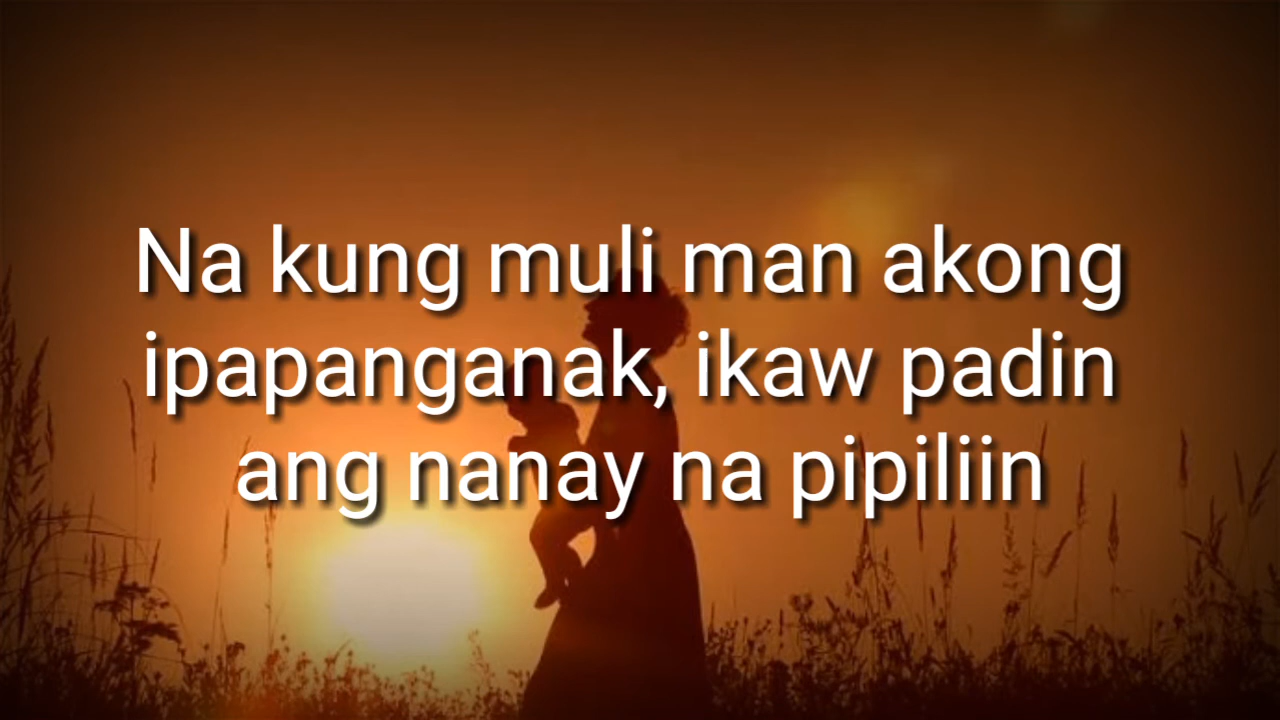 Na kung muli man akong
ipapanganak, ikaw padin
ang nanay na pipiliin